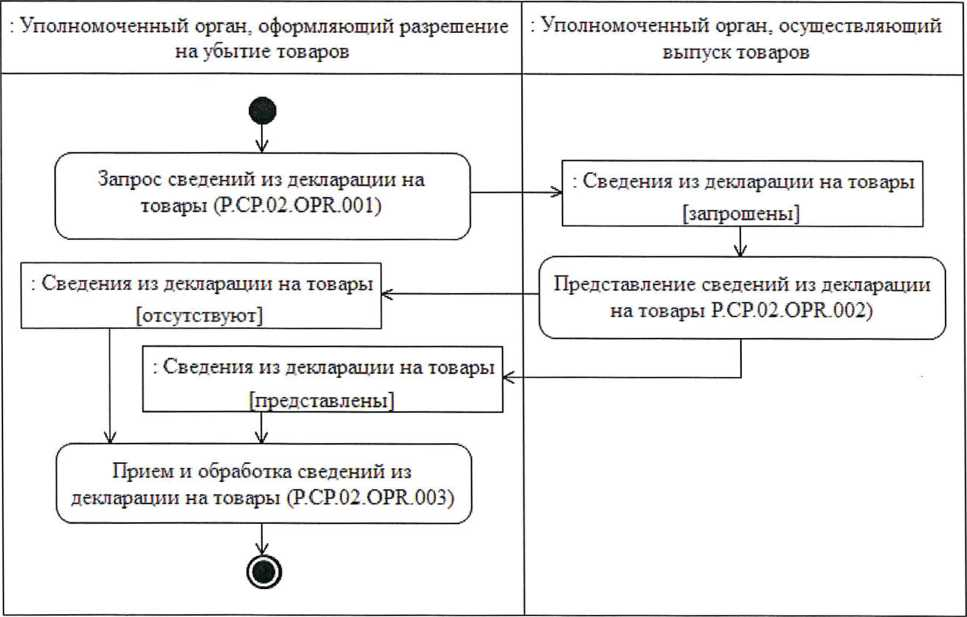 : Уполномоченный орган, оформляющий разрешение
на убытие товаров
: Уполномоченный орган, осуществляющий
выпуск товаров
Запрос сведений из декларации на
товары (P.CP.02.OPR.001)
: Сведения из декларации на товары
[запрошены]
: Сведения из декларации на товары
[отсутствуют]
Представление сведений из декларации
на товары P.CP.02.OPR.002)
: Сведения из декларации на товары
[представлены]
Прием и обработка сведений из
декларации на товары (P.CP.02.OPR.003)